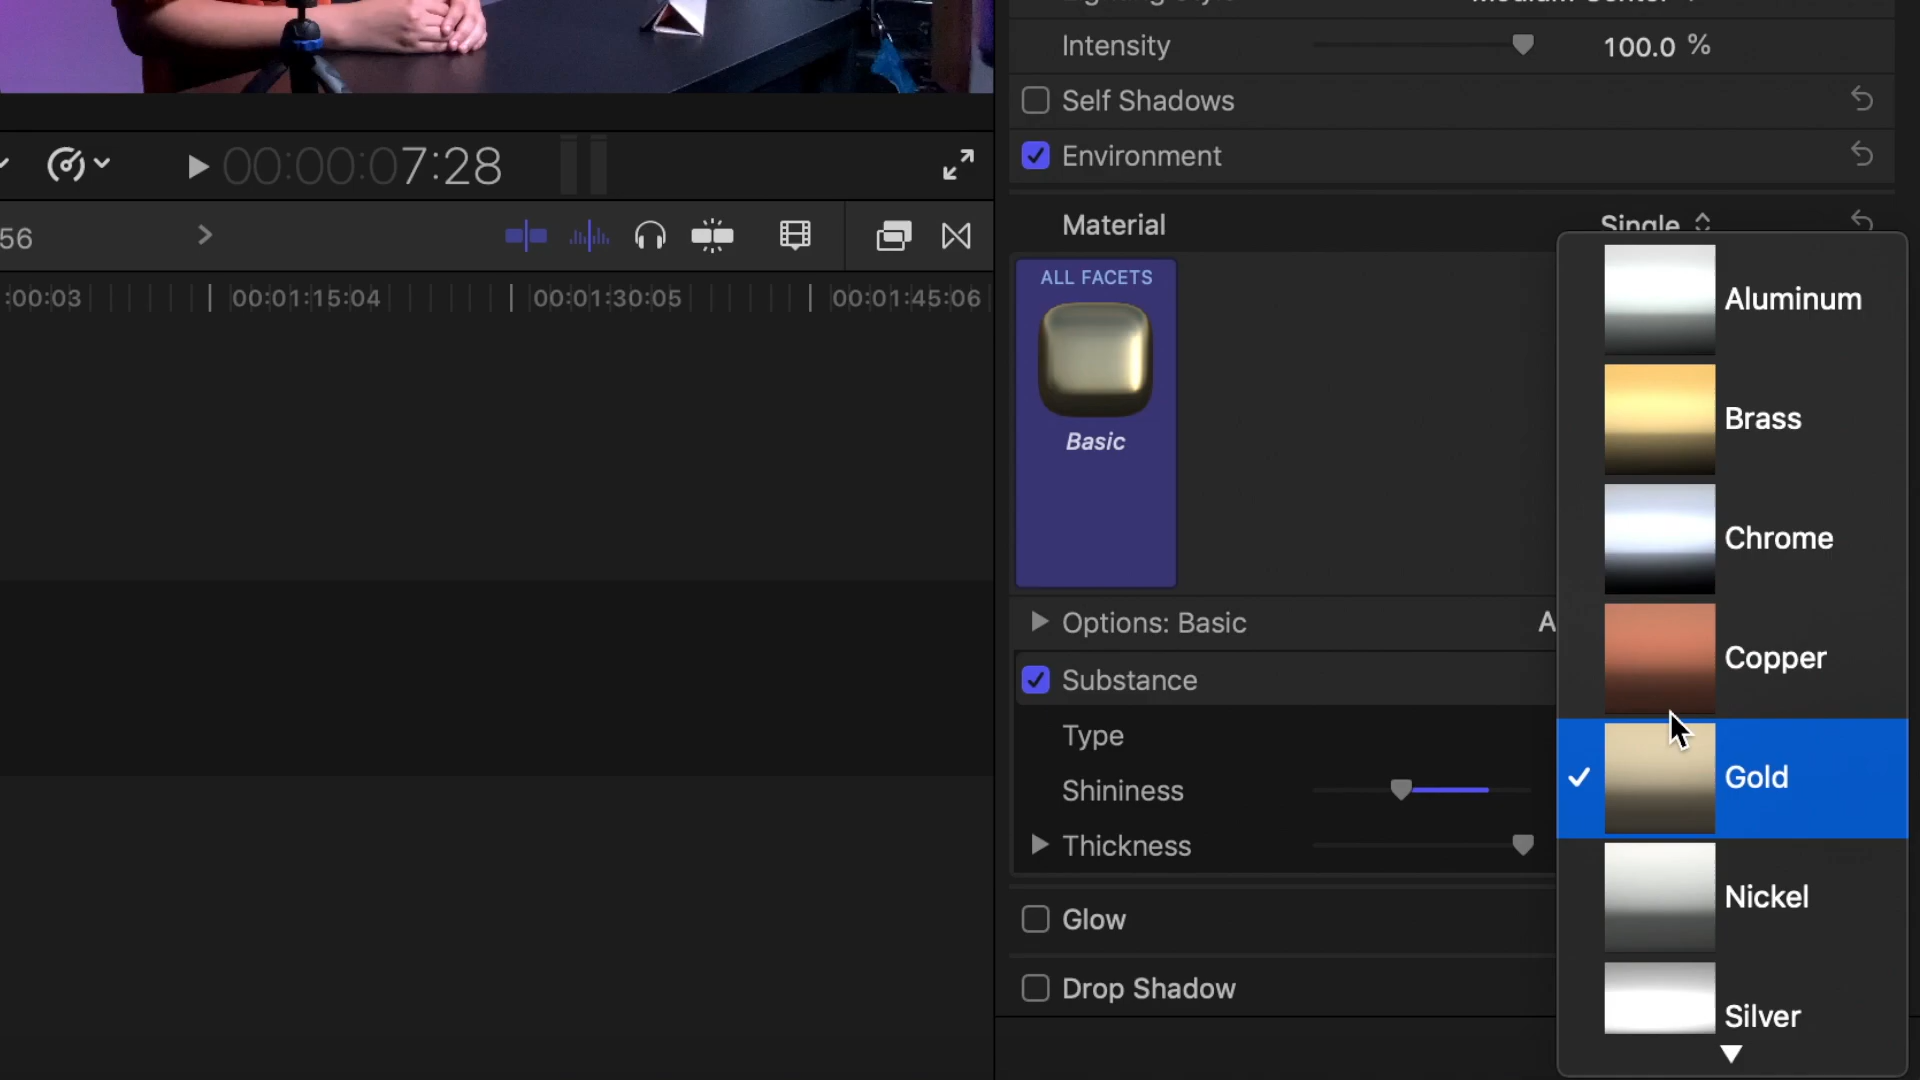 Intensity 100.0 %
Self Shadows
00:00:07:28
Environment
56
Material Single
:00:03 00:01:15:04 00:01:30:05 00:01:45:06
ALL FACETS
Basic
Options: Basic A
Substance
Type
Shininess
Thickness
Glow
Drop Shadow
Aluminum
Brass
Chrome
Copper
Gold
Nickel
Silver